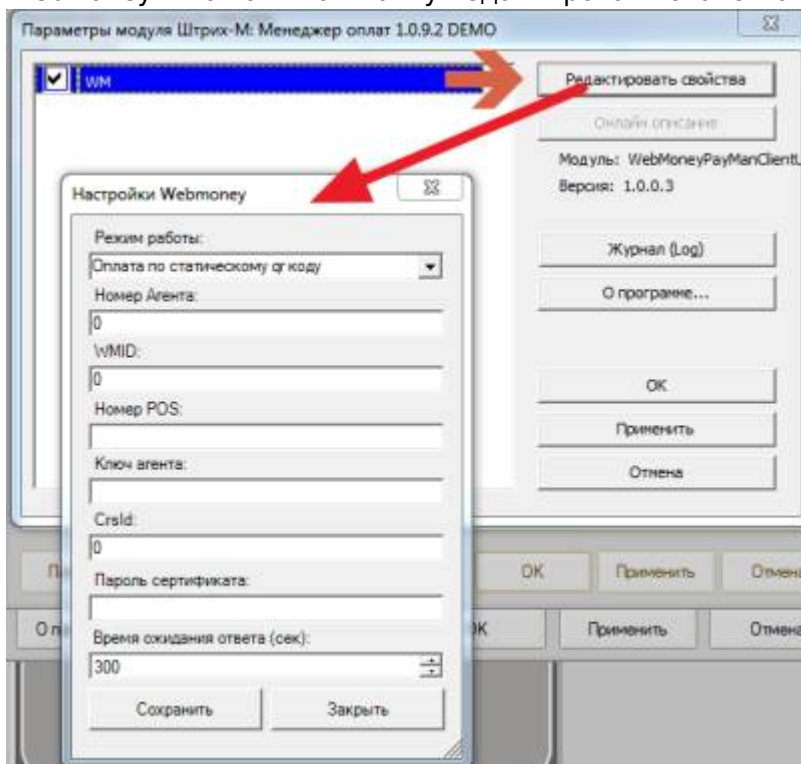 Параметры модуля Штрих-М: Менеджер оплат 1.0.9.2 DEMO
WM
Редактировать свойства
Онлайн описание
Модуль: WebMoneyPayManClientU
Версия: 1.0.0.3
Журнал (Log)
О программе...
OK
Применить
Отмена
Настройки Webmoney
Режим работы:
Оплата по статическому qr коду
Номер Агента:
0
WMID:
0
Номер POS:
Ключ агента:
CrsId:
0
Пароль сертификата:
Время ожидания ответа (сек):
300
Сохранить
Закрыть
OK
Применить
Отмена
Применить
Отмена